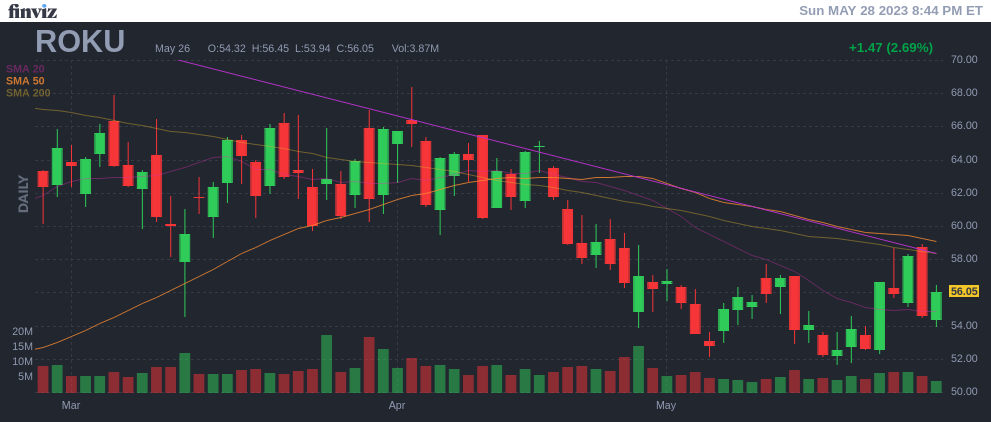 finviz
Sun MAY 28 2023 8:44 PM ET
ROKU
May 26 O:54.32 H:56.45 L:53.94 C:56.05 Vol:3.87M
+1.47 (2.69%)
SMA 20
SMA 50
SMA 200
DAILY
70.00
68.00
66.00
64.00
62.00
60.00
58.00
56.05
54.00
52.00
50.00
20M
15M
10M
5M
Mar
Apr
May